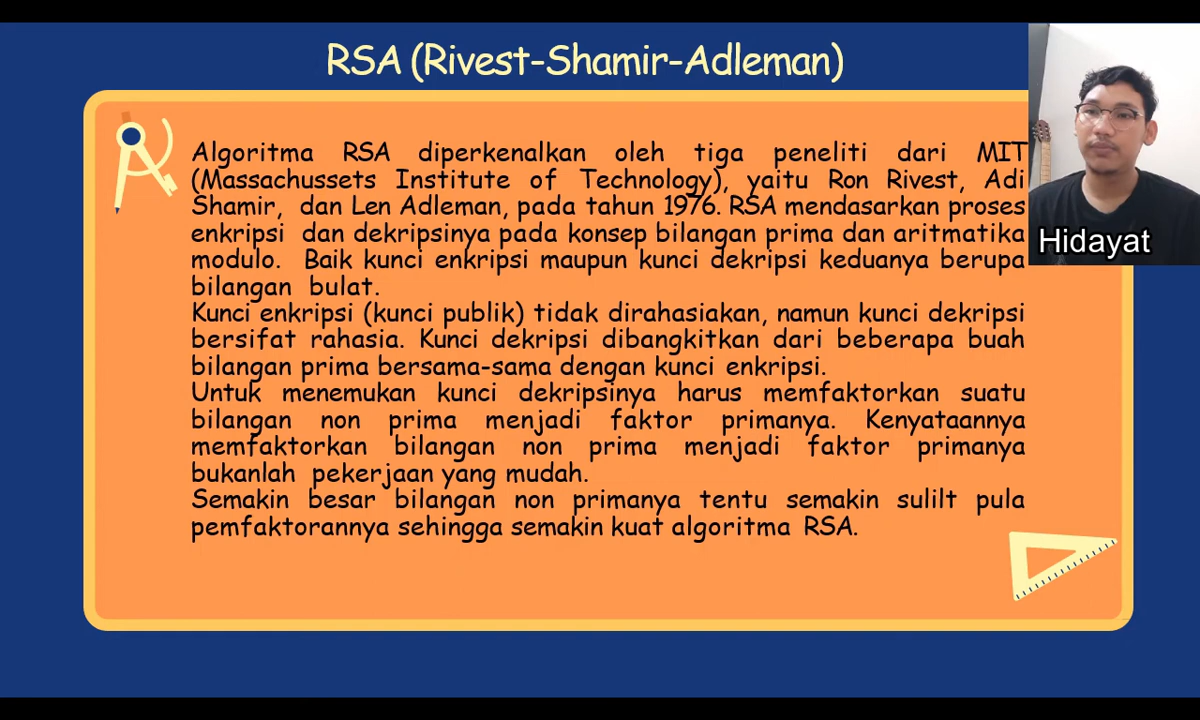 RSA (Rivest-Shamir-Adleman)
Algoritma RSA diperkenalkan oleh tiga peneliti dari MIT
(Massachussets Institute of Technology), yaitu Ron Rivest, Adi
Shamir, dan Len Adleman, pada tahun 1976. RSA mendasarkan proses
enkripsi dan dekripsinya pada konsep bilangan prima dan aritmatika
modulo. Baik kunci enkripsi maupun kunci dekripsi keduanya berupa
bilangan bulat.
Kunci enkripsi (kunci publik) tidak dirahasiakan, namun kunci dekripsi
bersifat rahasia. Kunci dekripsi dibangkitkan dari beberapa buah
bilangan prima bersama-sama dengan kunci enkripsi.
Untuk menemukan kunci dekripsinya harus memfaktorkan suatu
bilangan non prima menjadi faktor primanya. Kenyataannya
memfaktorkan bilangan non prima menjadi faktor primanya
bukanlah pekerjaan yang mudah.
Semakin besar bilangan non primanya tentu semakin sulilt pula
pemfaktorannya sehingga semakin kuat algoritma RSA.
Hidayat